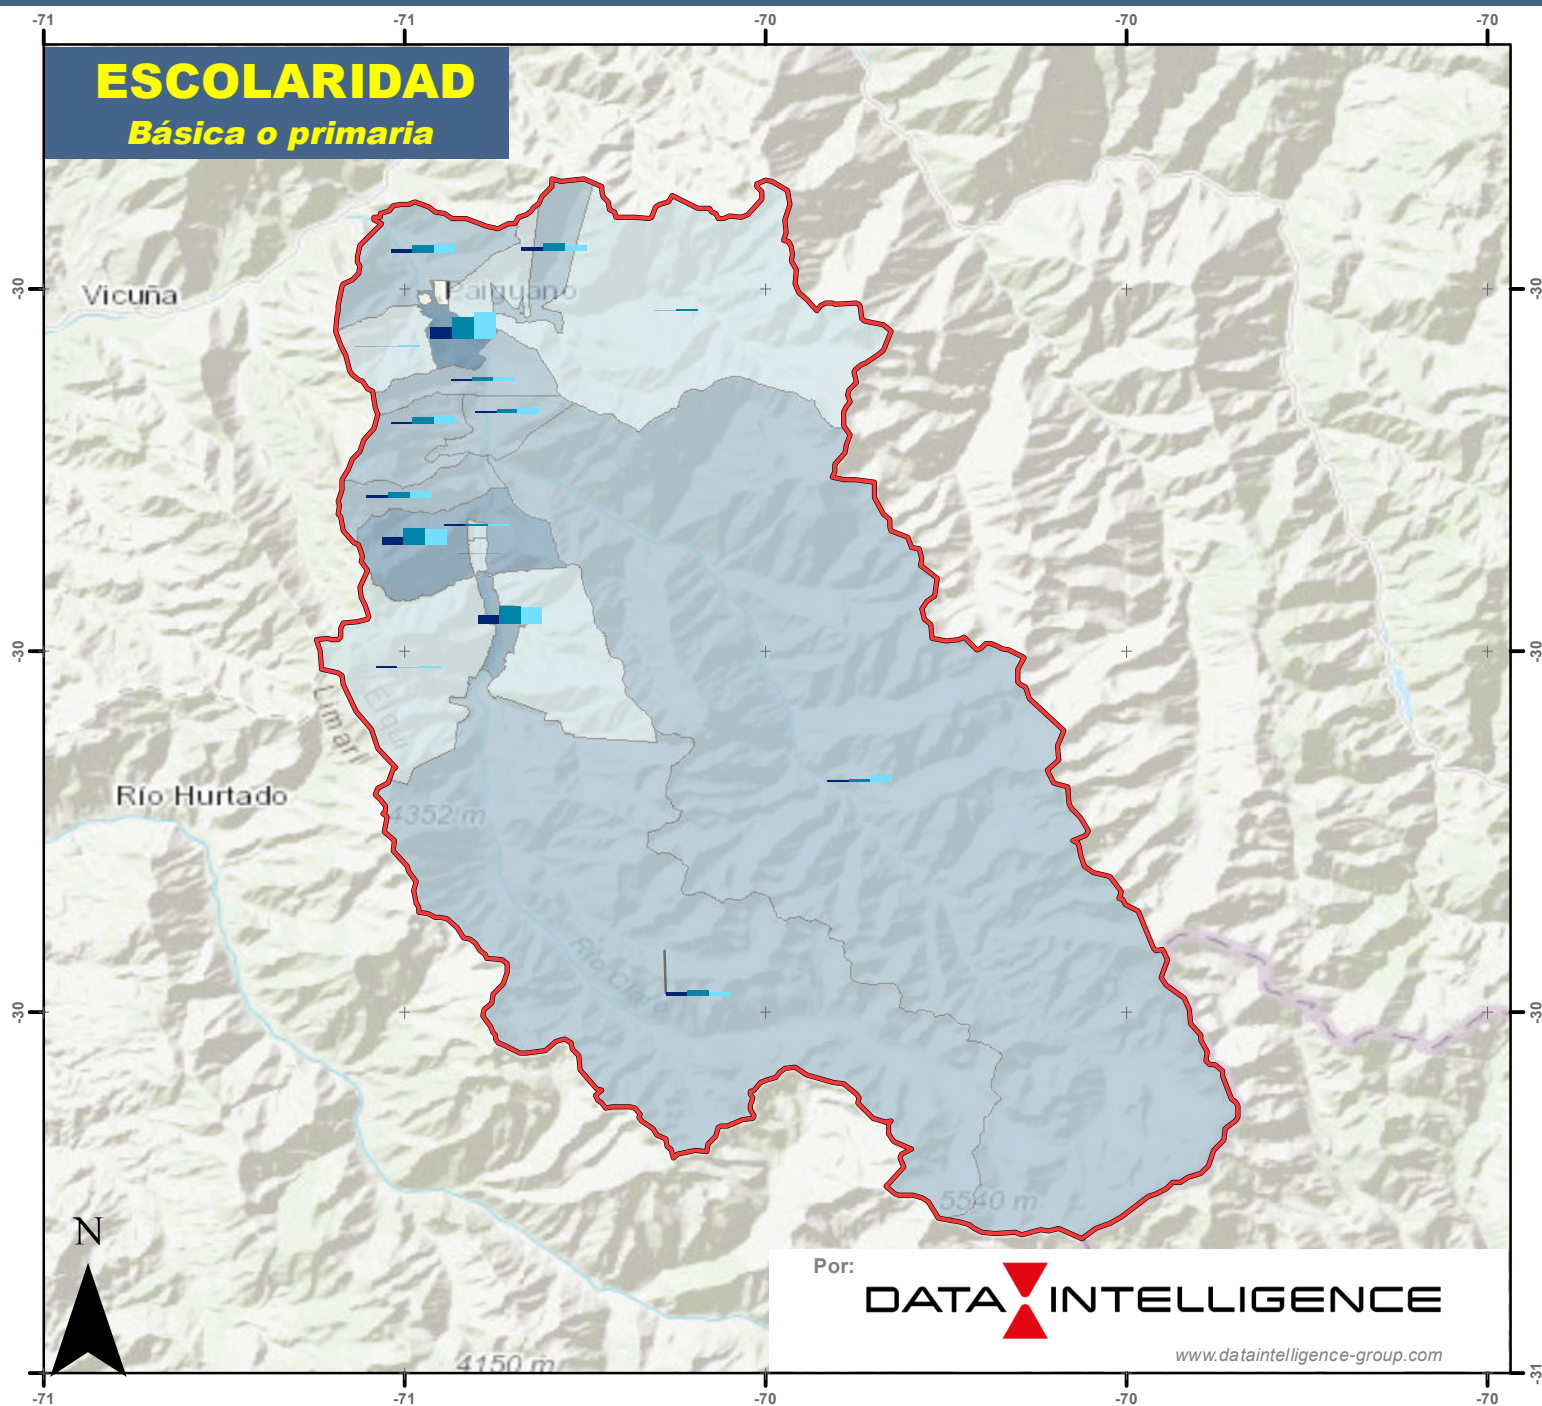 -71 -71 -70 -70 -70
ESCOLARIDAD
Básica o primaria
-30 Vicuña Paiguano -30
-30 -30
Elqui
Limarí
Río Hurtado
4352 m
Río Claro
-30 -30
5540 m
N
Por:
DATA INTELLIGENCE
www.dataintelligence-group.com
4150 m
-31
-71 -71 -70 -70 -70